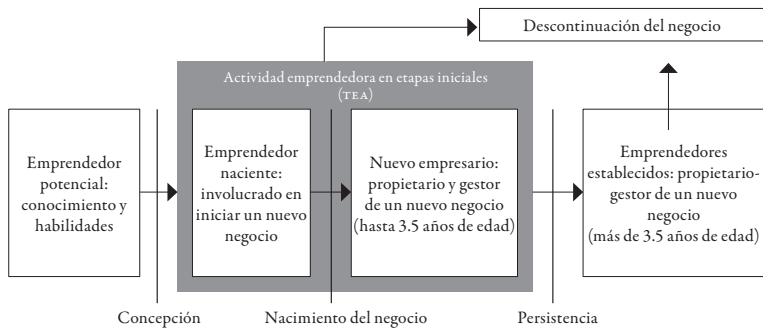 Descontinuación del negocio
Actividad emprendedora en etapas iniciales
(TEA)
Emprendedor
potencial:
conocimiento y
habilidades
Emprendedor
naciente:
involucrado en
iniciar un nuevo
negocio
Nuevo empresario:
propietario y gestor
de un nuevo negocio
(hasta 3.5 años de edad)
Emprendedores
establecidos: propietario-
gestor de un nuevo
negocio
(más de 3.5 años de edad)
Concepción
Nacimiento del negocio
Persistencia